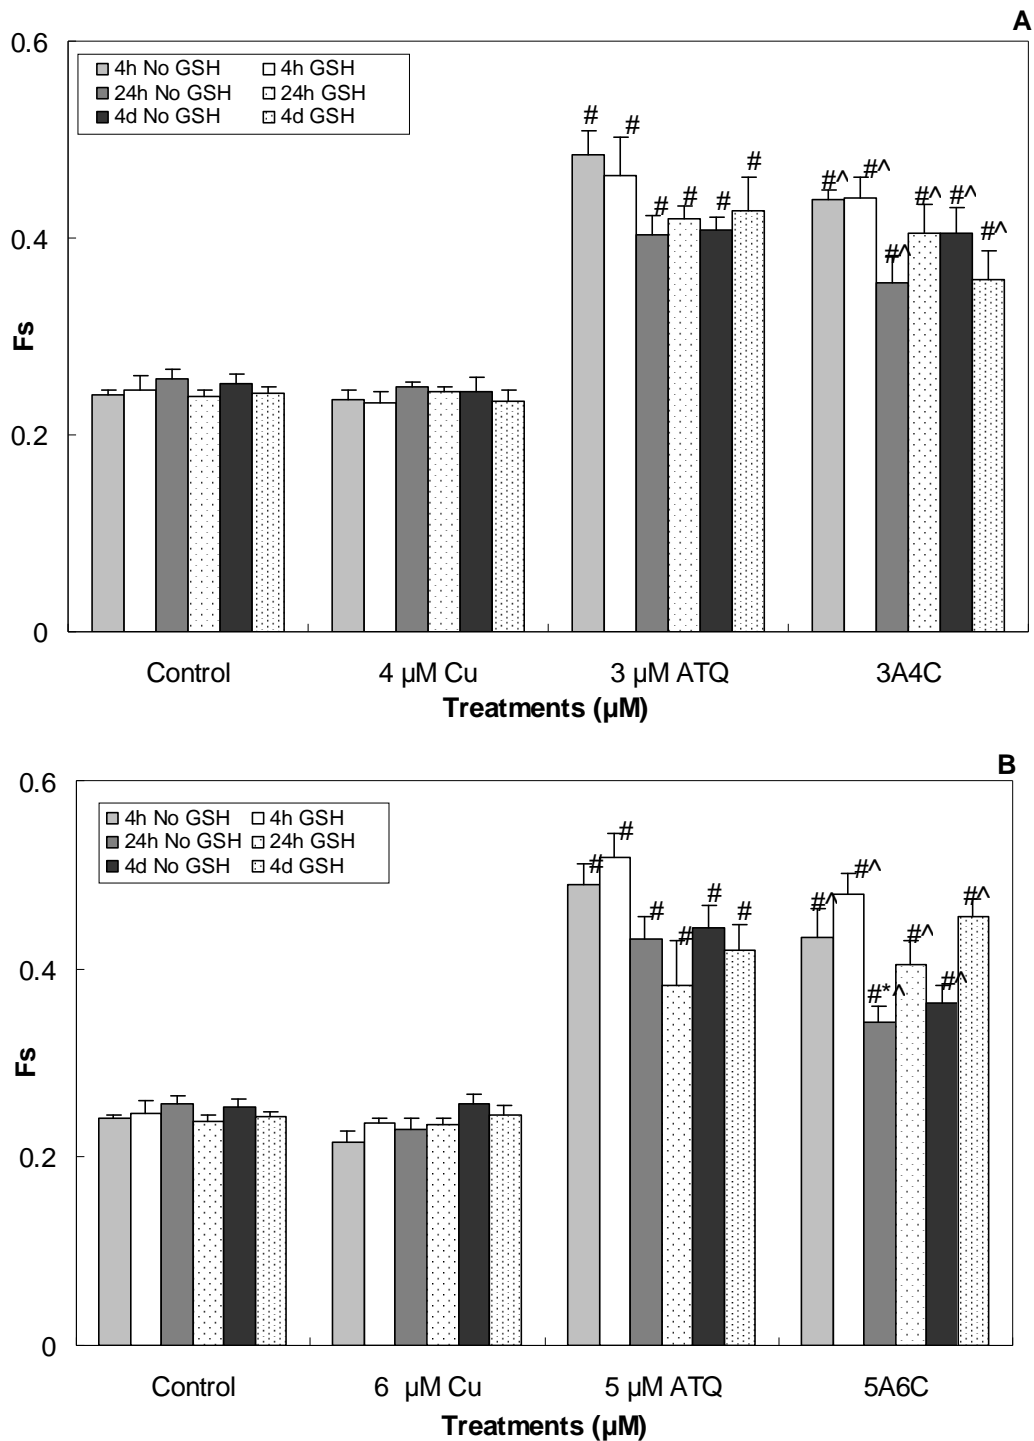 A
0.6
4h No GSH 4h GSH
24h No GSH 24h GSH
4d No GSH 4d GSH
# # # # # #
#^ #^ #^ #^ #^ #^
0.4
Fs
0.2
0
Control 4 µM Cu 3 µM ATQ 3A4C
Treatments (µM)
B
0.6
4h No GSH 4h GSH
24h No GSH 24h GSH
4d No GSH 4d GSH
# # # # # #
#^ #^ #*^ #^ #^ #^
0.4
Fs
0.2
0
Control 6 µM Cu 5 µM ATQ 5A6C
Treatments (µM)